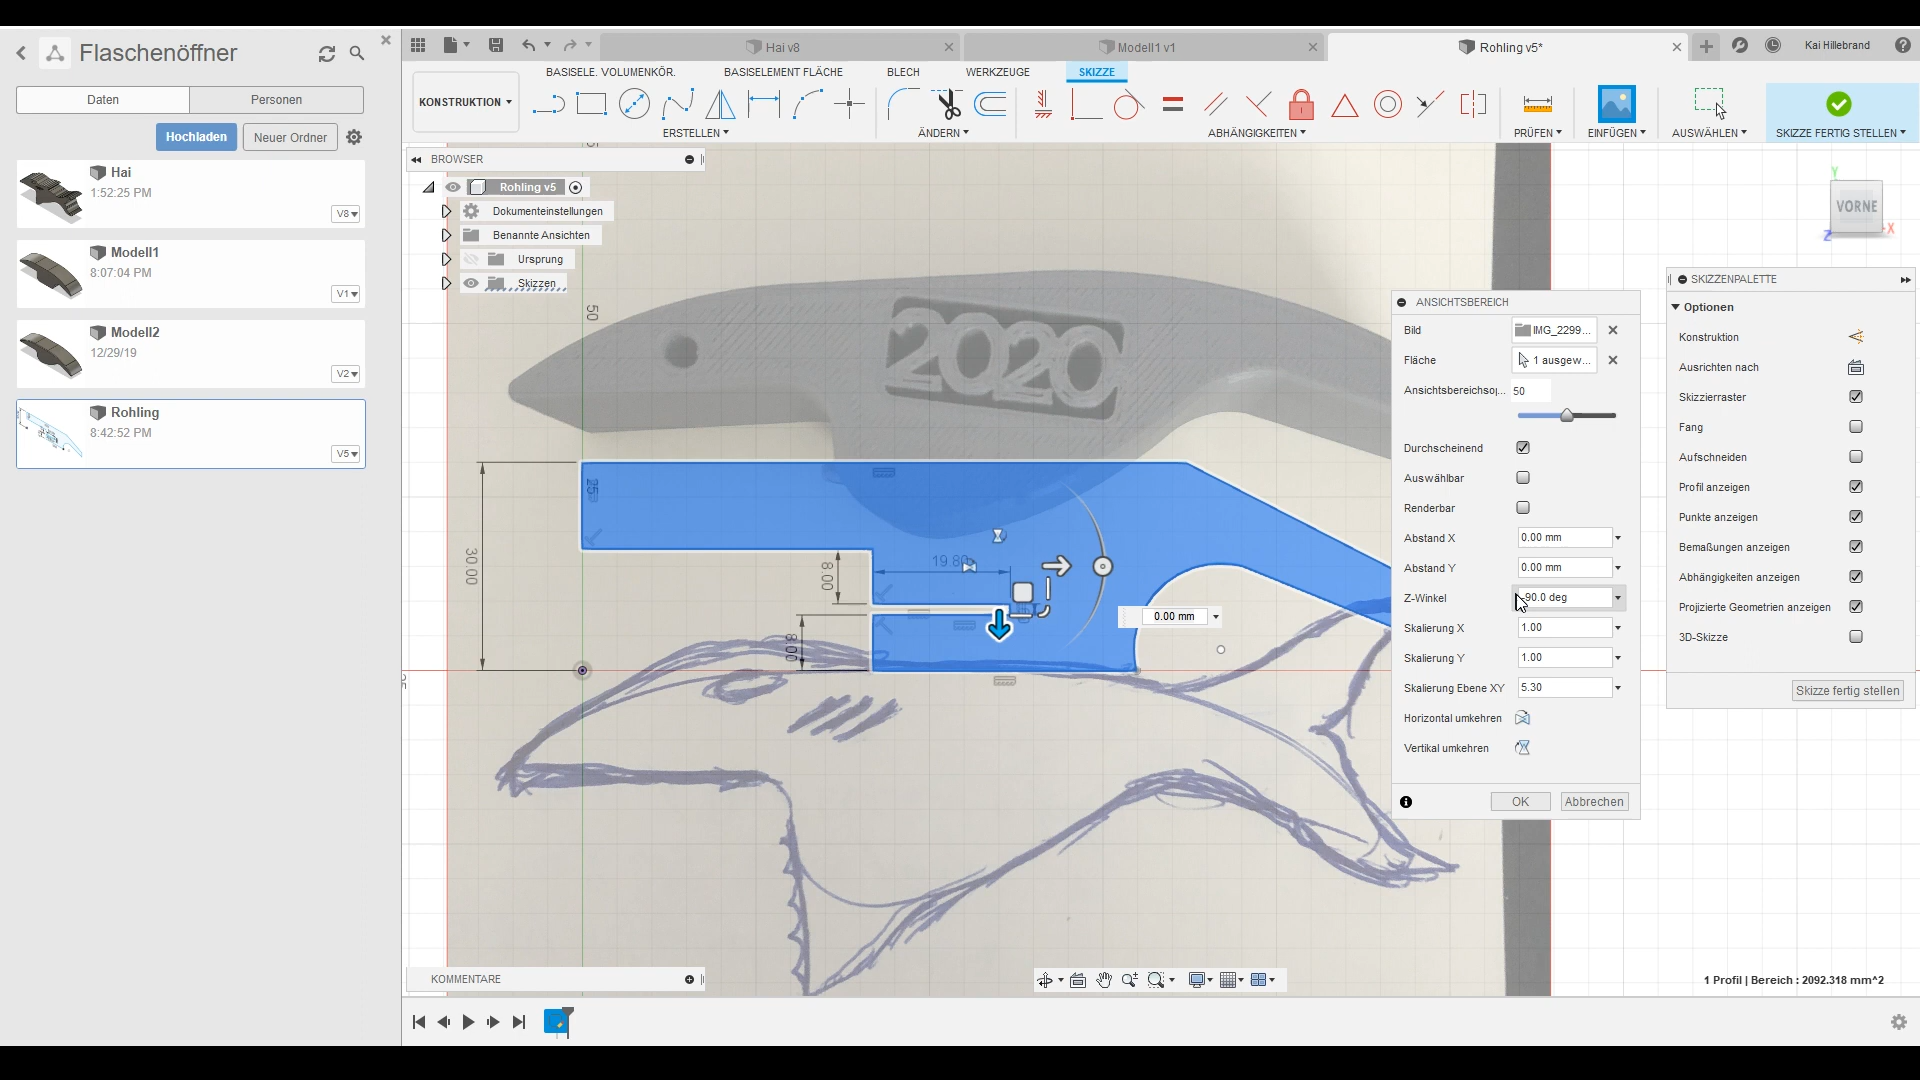 Flaschenöffner
Daten
Personen
Hochladen
Neuer Ordner
Hai
1:52:25 PM
V8
Modell1
8:07:04 PM
V1
Modell2
12/29/19
V2
Rohling
8:42:52 PM
V5
Hai v8
Modell1 v1
Rohling v5*
Kai Hillebrand
KONSTRUKTION
BASISELE. VOLUMENKÖR.
BASISELEMENT FLÄCHE
BLECH
WERKZEUGE
SKIZZE
ERSTELLEN
ÄNDERN
ABHÄNGIGKEITEN
PRÜFEN
EINFÜGEN
AUSWÄHLEN
SKIZZE FERTIG STELLEN
BROWSER
Rohling v5
Dokumenteinstellungen
Benannte Ansichten
Ursprung
Skizzen
VORNE
Y
X
Z
50
25
2020
30.00
8.00
19.80
8.00
0.00 mm
ANSICHTSBEREICH
Bild
IMG_2299...
Fläche
1 ausgew...
Ansichtsbereichsop...
50
Durchscheinend
Auswählbar
Renderbar
Abstand X
0.00 mm
Abstand Y
0.00 mm
Z-Winkel
-90.0 deg
Skalierung X
1.00
Skalierung Y
1.00
Skalierung Ebene XY
5.30
Horizontal umkehren
Vertikal umkehren
OK
Abbrechen
SKIZZENPALETTE
Optionen
Konstruktion
Ausrichten nach
Skizzierraster
Fang
Aufschneiden
Profil anzeigen
Punkte anzeigen
Bemaßungen anzeigen
Abhängigkeiten anzeigen
Projizierte Geometrien anzeigen
3D-Skizze
Skizze fertig stellen
KOMMENTARE
1 Profil | Bereich : 2092.318 mm^2